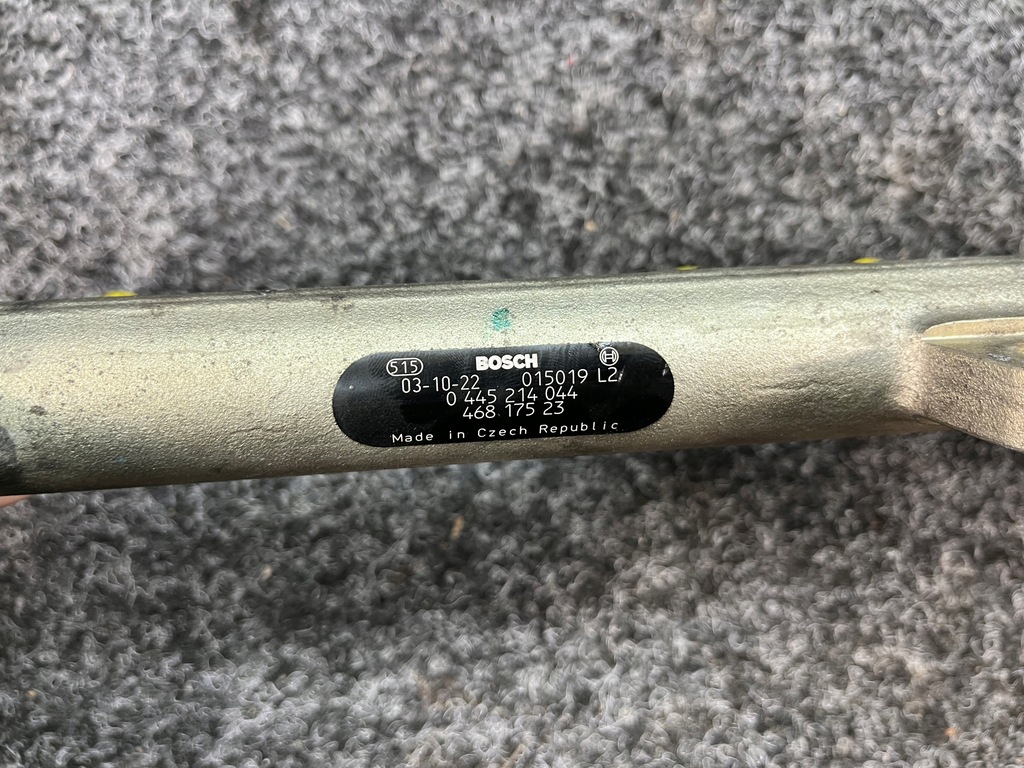 515 BOSCH
03-10-22 015019 L2
0 445 214 044
468 175 23
Made in Czech Republic